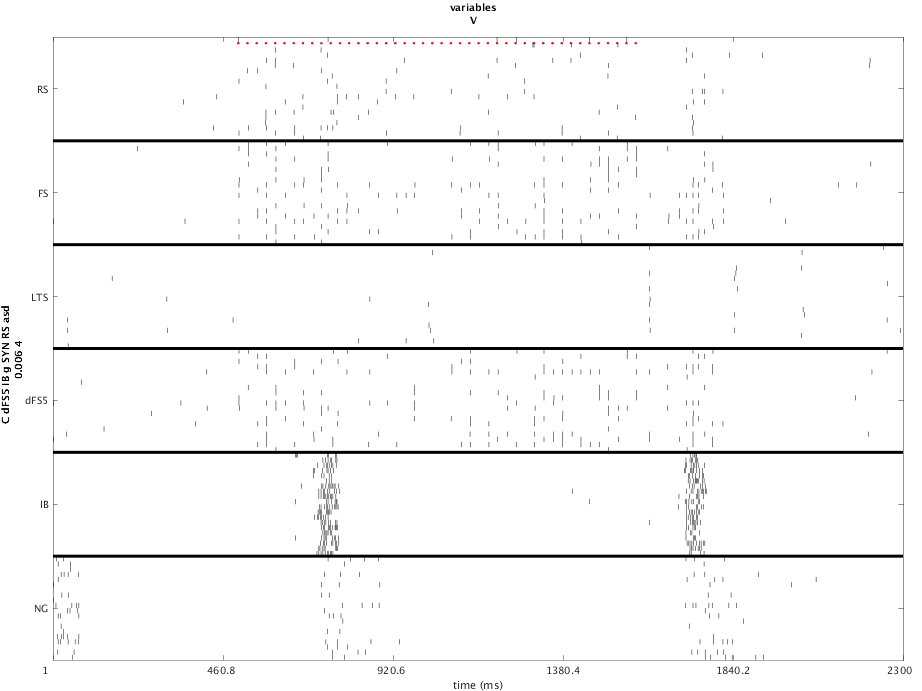 variables
V
RS
FS
LTS
dFS5
IB
NG
C dFS5 IB g SYN RS asd
0.006 4
1
460.8
920.6
1380.4
1840.2
2300
time (ms)